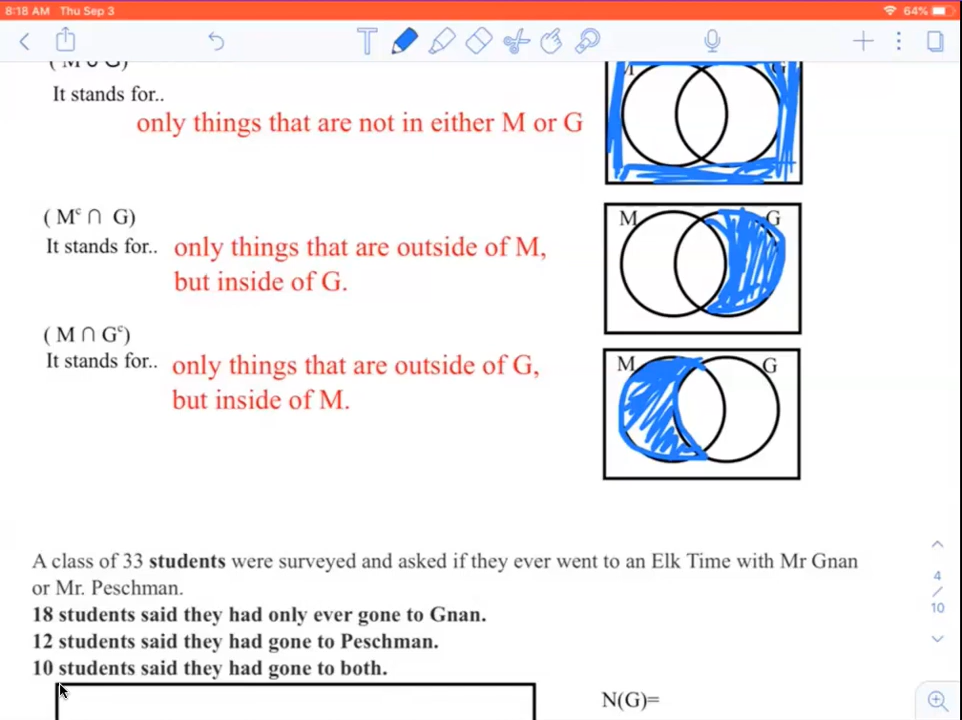 8:18 AM Thu Sep 3
64%
T
It stands for..
only things that are not in either M or G
( Mᶜ ∩ G)
It stands for..
only things that are outside of M,
but inside of G.
M
G
( M ∩ Gᶜ)
It stands for..
only things that are outside of G,
but inside of M.
M
G
A class of 33 students were surveyed and asked if they ever went to an Elk Time with Mr Gnan
or Mr. Peschman.
18 students said they had only ever gone to Gnan.
12 students said they had gone to Peschman.
10 students said they had gone to both.
N(G)=
4
/
10